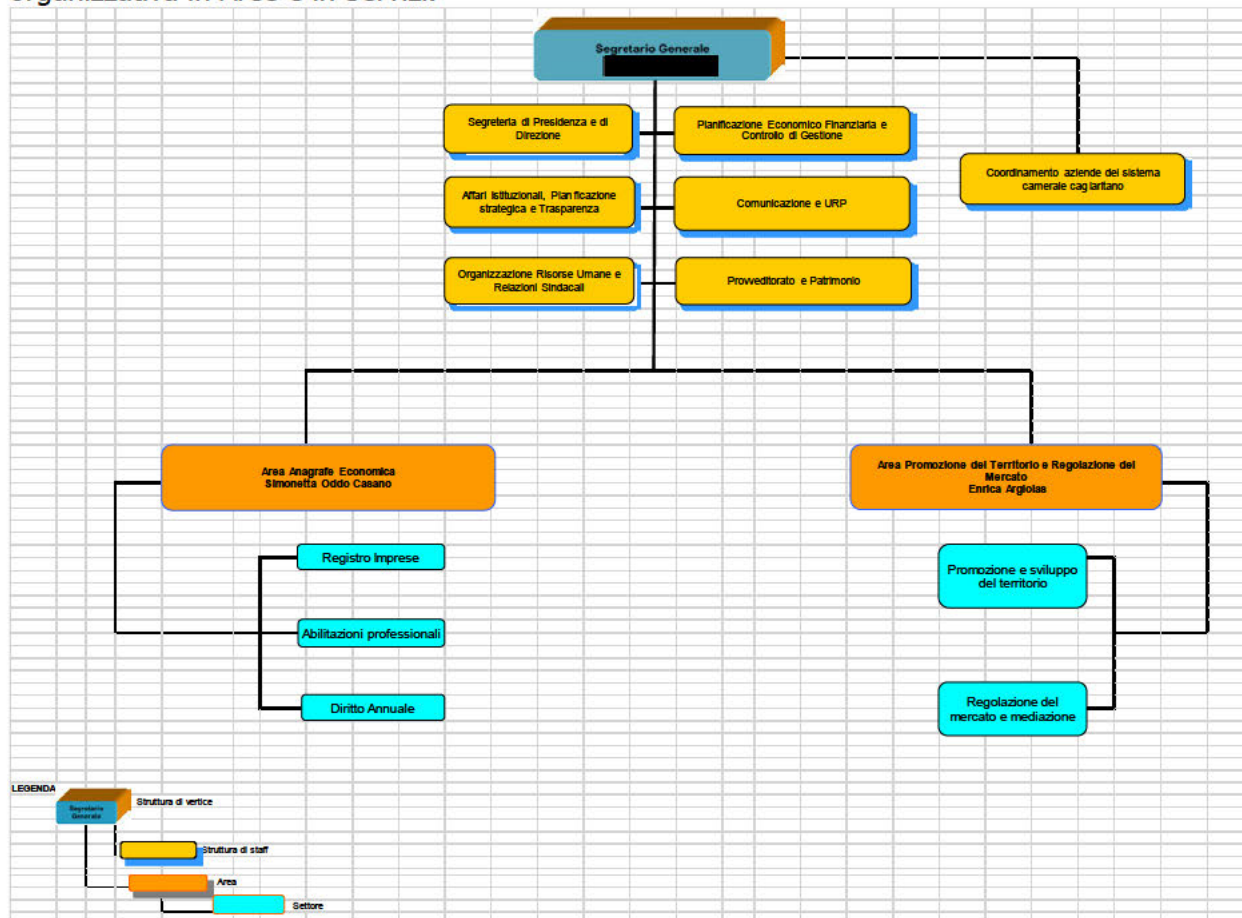 Segretario Generale
Segreteria di Presidenza e di
Direzione
Planificazione Economico Finanziaria e
Controllo di Gestione
Coordinamento aziende del sistema
camerale cagliaritano
Affari Istituzionali, Planificazione
strategica e Trasparenza
Comunicazione e URP
Organizzazione Risorse Umane e
Relazioni Sindacali
Provveditorato e Patrimonio
Area Anagrafe Economica
Simonetta Oddo Casano
Area Promozione del Territorio e Regolazione del
Mercato
Enrica Argiolas
Registro Imprese
Promozione e sviluppo
del territorio
Abilitazioni professionali
Diritto Annuale
Regolazione del
mercato e mediazione
LEGENDA
Segretario
Generale
Struttura di vertice
Struttura di staff
Area
Settore